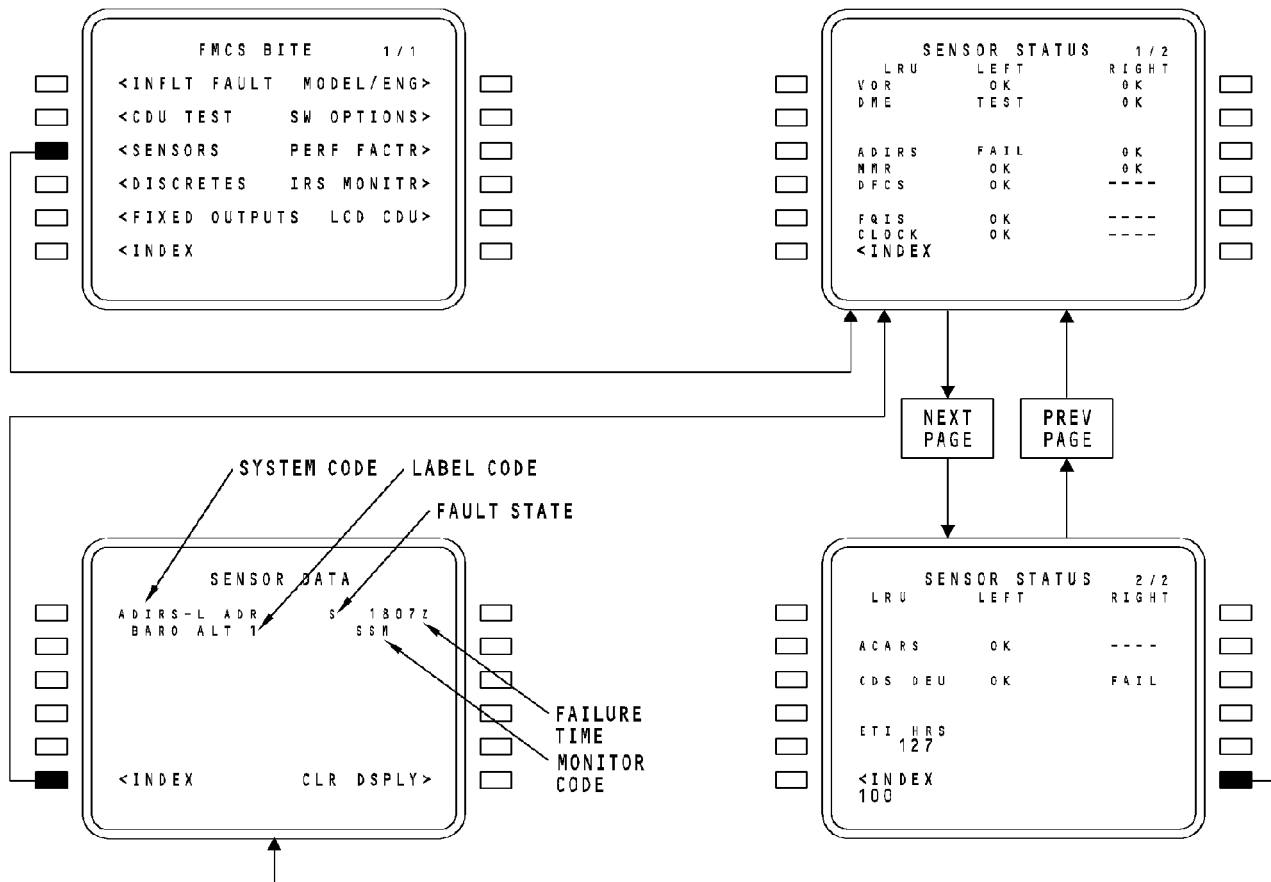 FMCS BITE 1/1
<INFLT FAULT MODEL/ENG>
<CDU TEST SW OPTIONS>
<SENSORS PERF FACTR>
<DISCRETES IRS MONITR>
<FIXED OUTPUTS LCD CDU>
<INDEX
SENSOR STATUS 1/2
LRU LEFT RIGHT
VOR OK OK
DME TEST OK
ADIRS FAIL OK
MMR OK OK
DFCS OK ----
FQIS OK ----
CLOCK OK ----
<INDEX
NEXT
PAGE
PREV
PAGE
SYSTEM CODE
LABEL CODE
FAULT STATE
SENSOR DATA
ADIRS-L ADR S 1807Z
BARO ALT 1 SSM
FAILURE
TIME
MONITOR
CODE
<INDEX CLR DSPLY>
SENSOR STATUS 2/2
LRU LEFT RIGHT
ACARS OK ----
CDS DEU OK FAIL
ETI HRS
127
<INDEX
100